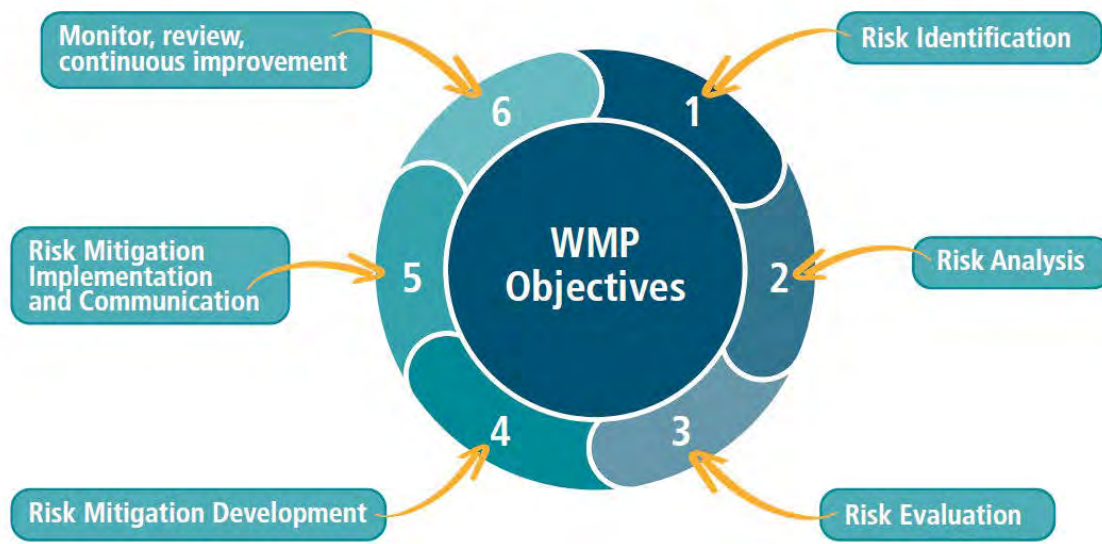 Monitor, review,
continuous improvement
Risk Identification
6
1
WMP
Objectives
Risk Mitigation
Implementation
and Communication
5
2
Risk Analysis
4
3
Risk Mitigation Development
Risk Evaluation